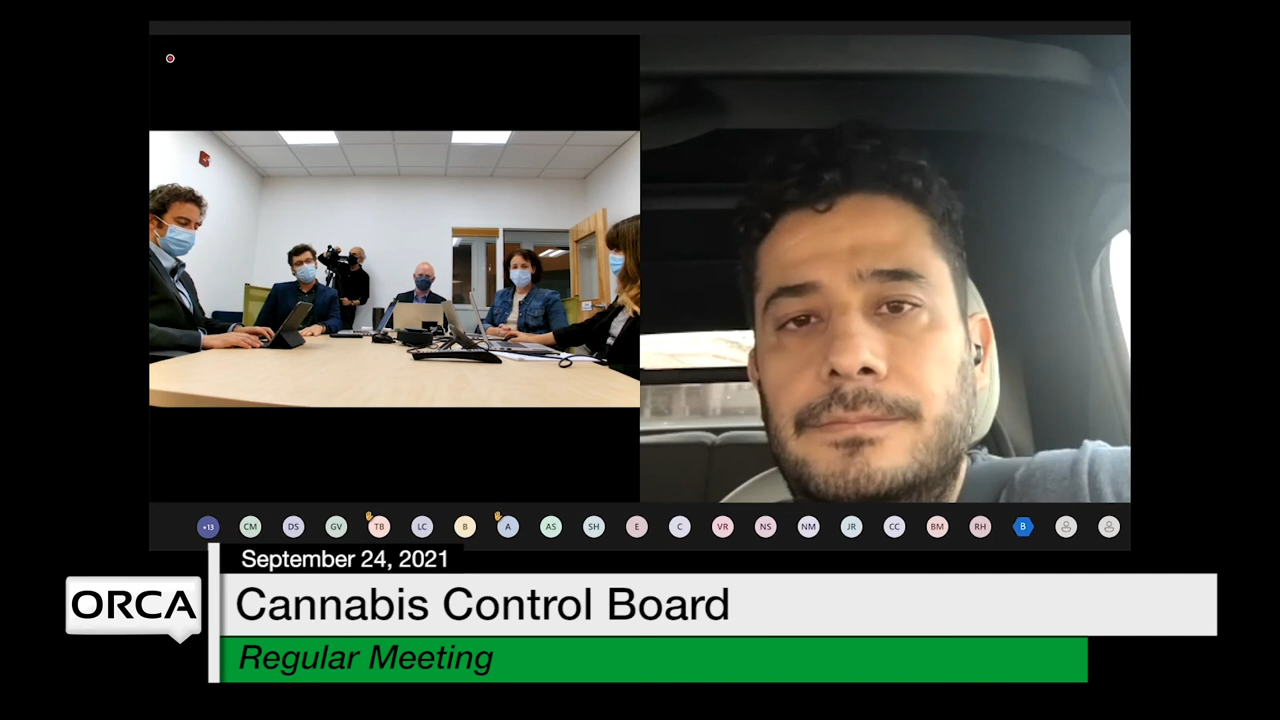 +13 CM DS GV TB LC B A AS SH E C VR NS NM JR CC BM RH B
September 24, 2021
ORCA
Cannabis Control Board
Regular Meeting